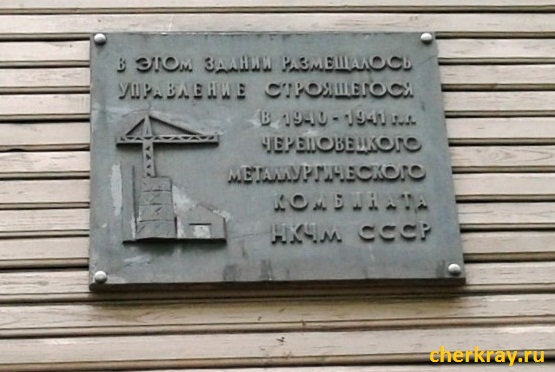 В ЭТОМ ЗДАНИИ РАЗМЕЩАЛОСЬ
УПРАВЛЕНИЕ СТРОЯЩЕГОСЯ
В 1940-1941 г.г.
ЧЕРЕПОВЕЦКОГО
МЕТАЛЛУРГИЧЕСКОГО
КОМБИНАТА
НКЧМ СССР
cherkray.ru